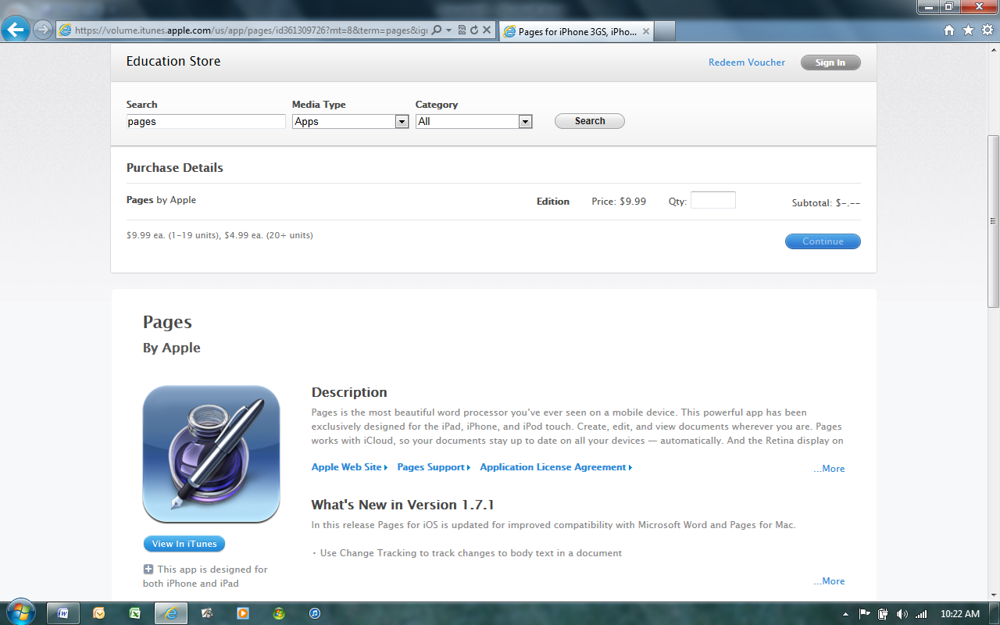 https://volume.itunes.apple.com/us/app/pages/id361309726?mt=8&term=pages&ig
Pages for iPhone 3GS, iPho...
Education Store
Redeem Voucher
Sign In
Search
Media Type
Category
pages
Apps
All
Search
Purchase Details
Pages by Apple
Edition
Price: $9.99
Qty:
Subtotal: $-.--
$9.99 ea. (1-19 units), $4.99 ea. (20+ units)
Continue
Pages
By Apple
Description
Pages is the most beautiful word processor you've ever seen on a mobile device. This powerful app has been
exclusively designed for the iPad, iPhone, and iPod touch. Create, edit, and view documents wherever you are. Pages
works with iCloud, so your documents stay up to date on all your devices — automatically. And the Retina display on
Apple Web Site
Pages Support
Application License Agreement
...More
What's New in Version 1.7.1
In this release Pages for iOS is updated for improved compatibility with Microsoft Word and Pages for Mac.
• Use Change Tracking to track changes to body text in a document
View In iTunes
This app is designed for
both iPhone and iPad
...More
10:22 AM